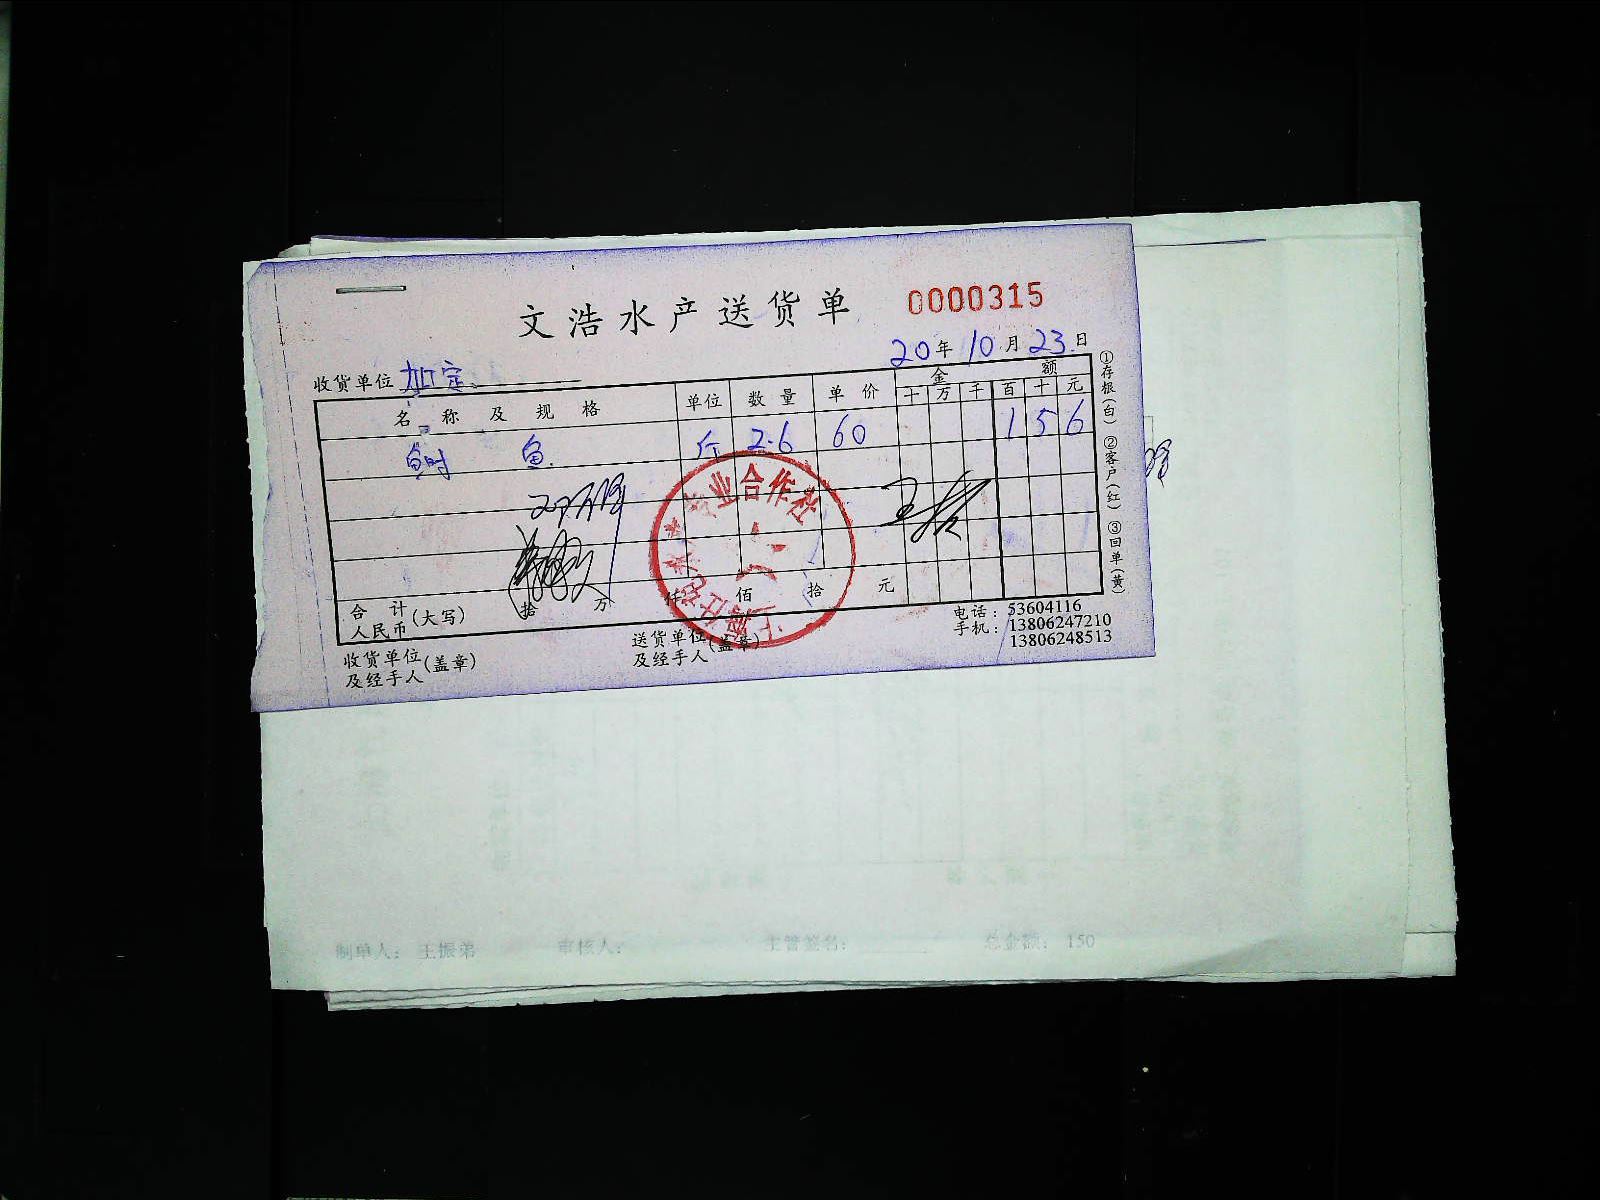 文浩水产送货单 0000315
20年10月23日
收货单位 加定
名称及规格 单位 数量 单价 金额
十 万 千 百 十 元
鲥 鱼 斤 2.6 60 1 5 6
业合作社
合计
人民币(大写) 拾 万 仟 佰 拾 元
收货单位
及经手人(盖章)
送货单位
及经手人(盖章)
电话:53604116
手机:13806247210
13806248513
①存根(白) ②客户(红) ③回单(黄)
制单人: 王振弟 审核人: 主管签名: 总金额: 150